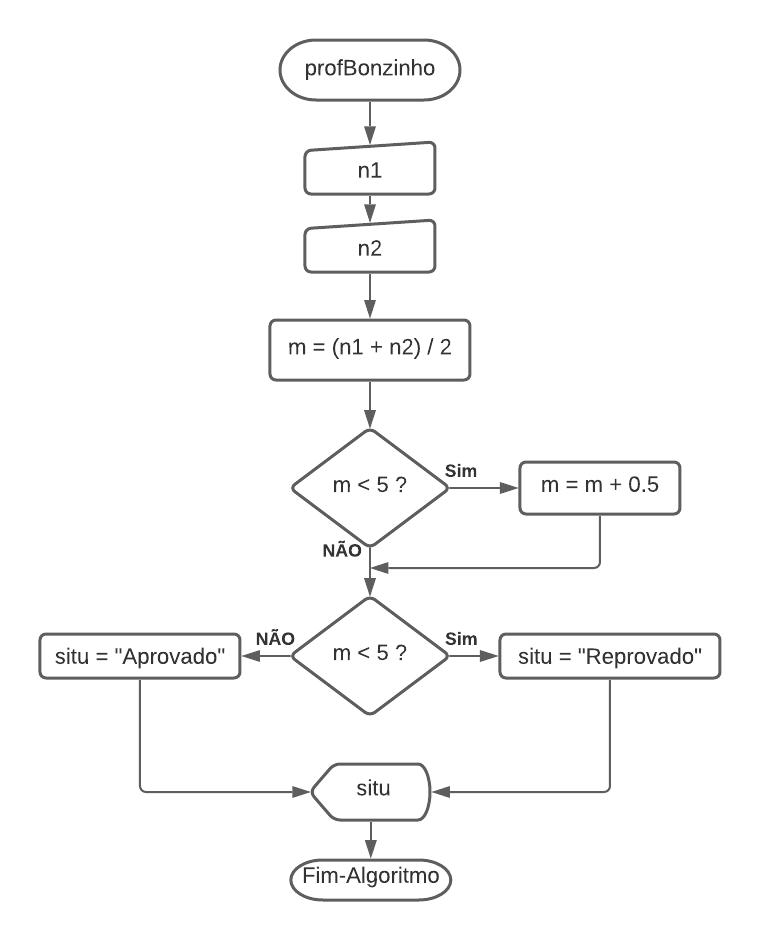 profBonzinho
n1
n2
m = (n1 + n2) / 2
m < 5 ?
Sim
m = m + 0.5
NÃO
m < 5 ?
NÃO
Sim
situ = "Aprovado"
situ = "Reprovado"
situ
Fim-Algoritmo